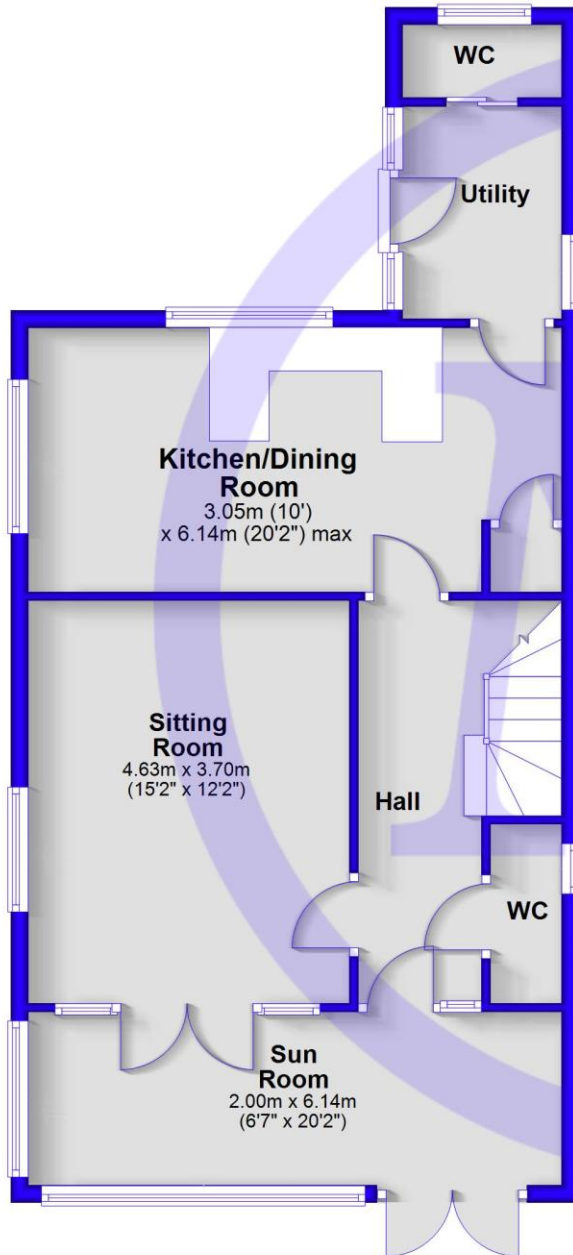 WC
Utility
Kitchen/Dining
Room
3.05m (10')
x 6.14m (20'2") max
Sitting
Room
4.63m x 3.70m
(15'2" x 12'2")
Hall
WC
Sun
Room
2.00m x 6.14m
(6'7" x 20'2")